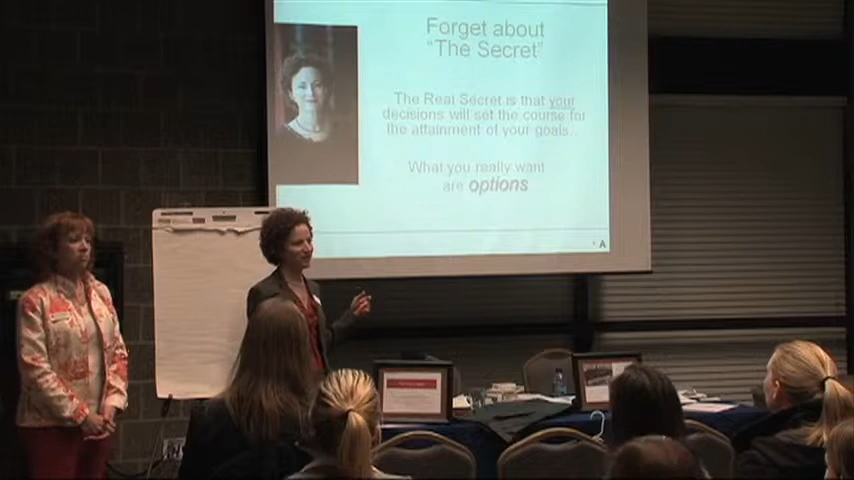 Forget about
"The Secret"
The Real Secret is that your
decisions will set the course for
the attainment of your goals..
What you really want
are options
A